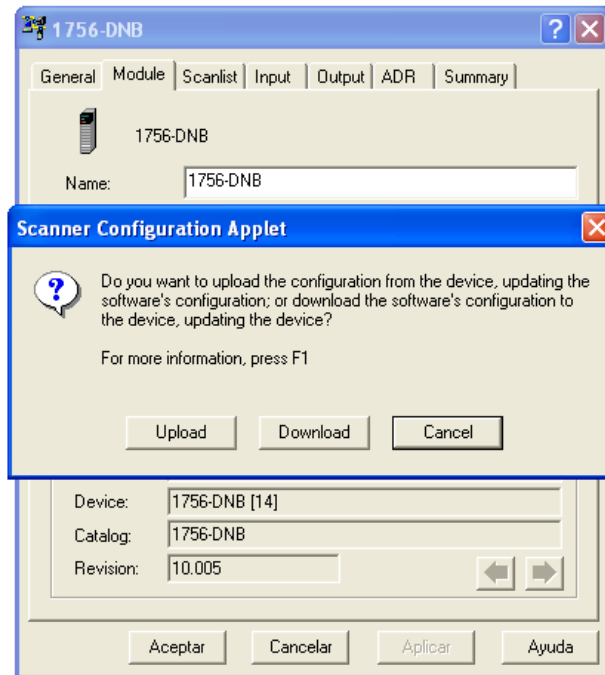 1756-DNB
General Module Scanlist Input Output ADR Summary
1756-DNB
Name: 1756-DNB
Scanner Configuration Applet
Do you want to upload the configuration from the device, updating the
software's configuration; or download the software's configuration to
the device, updating the device?
For more information, press F1
Upload Download Cancel
Device: 1756-DNB [14]
Catalog: 1756-DNB
Revision: 10.005
Aceptar Cancelar Aplicar Ayuda